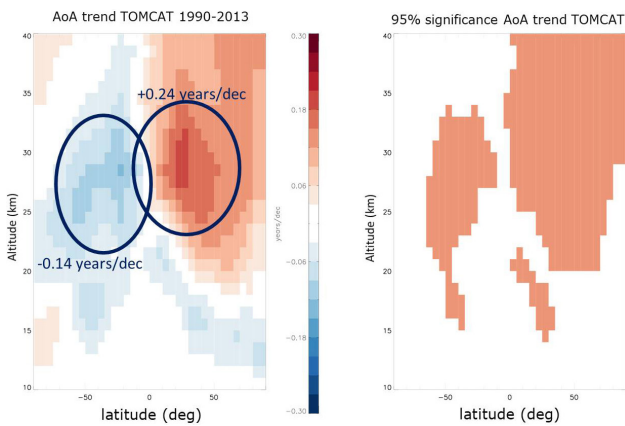 AoA trend TOMCAT 1990-2013
95% significance AoA trend TOMCAT
40
35
30
25
20
15
10
Altitude (km)
−50
0
50
latitude (deg)
+0.24 years/dec
-0.14 years/dec
0.30
0.18
0.06
−0.06
−0.18
−0.30
years/dec
40
35
30
25
20
15
10
Altitude (km)
−50
0
50
latitude (deg)